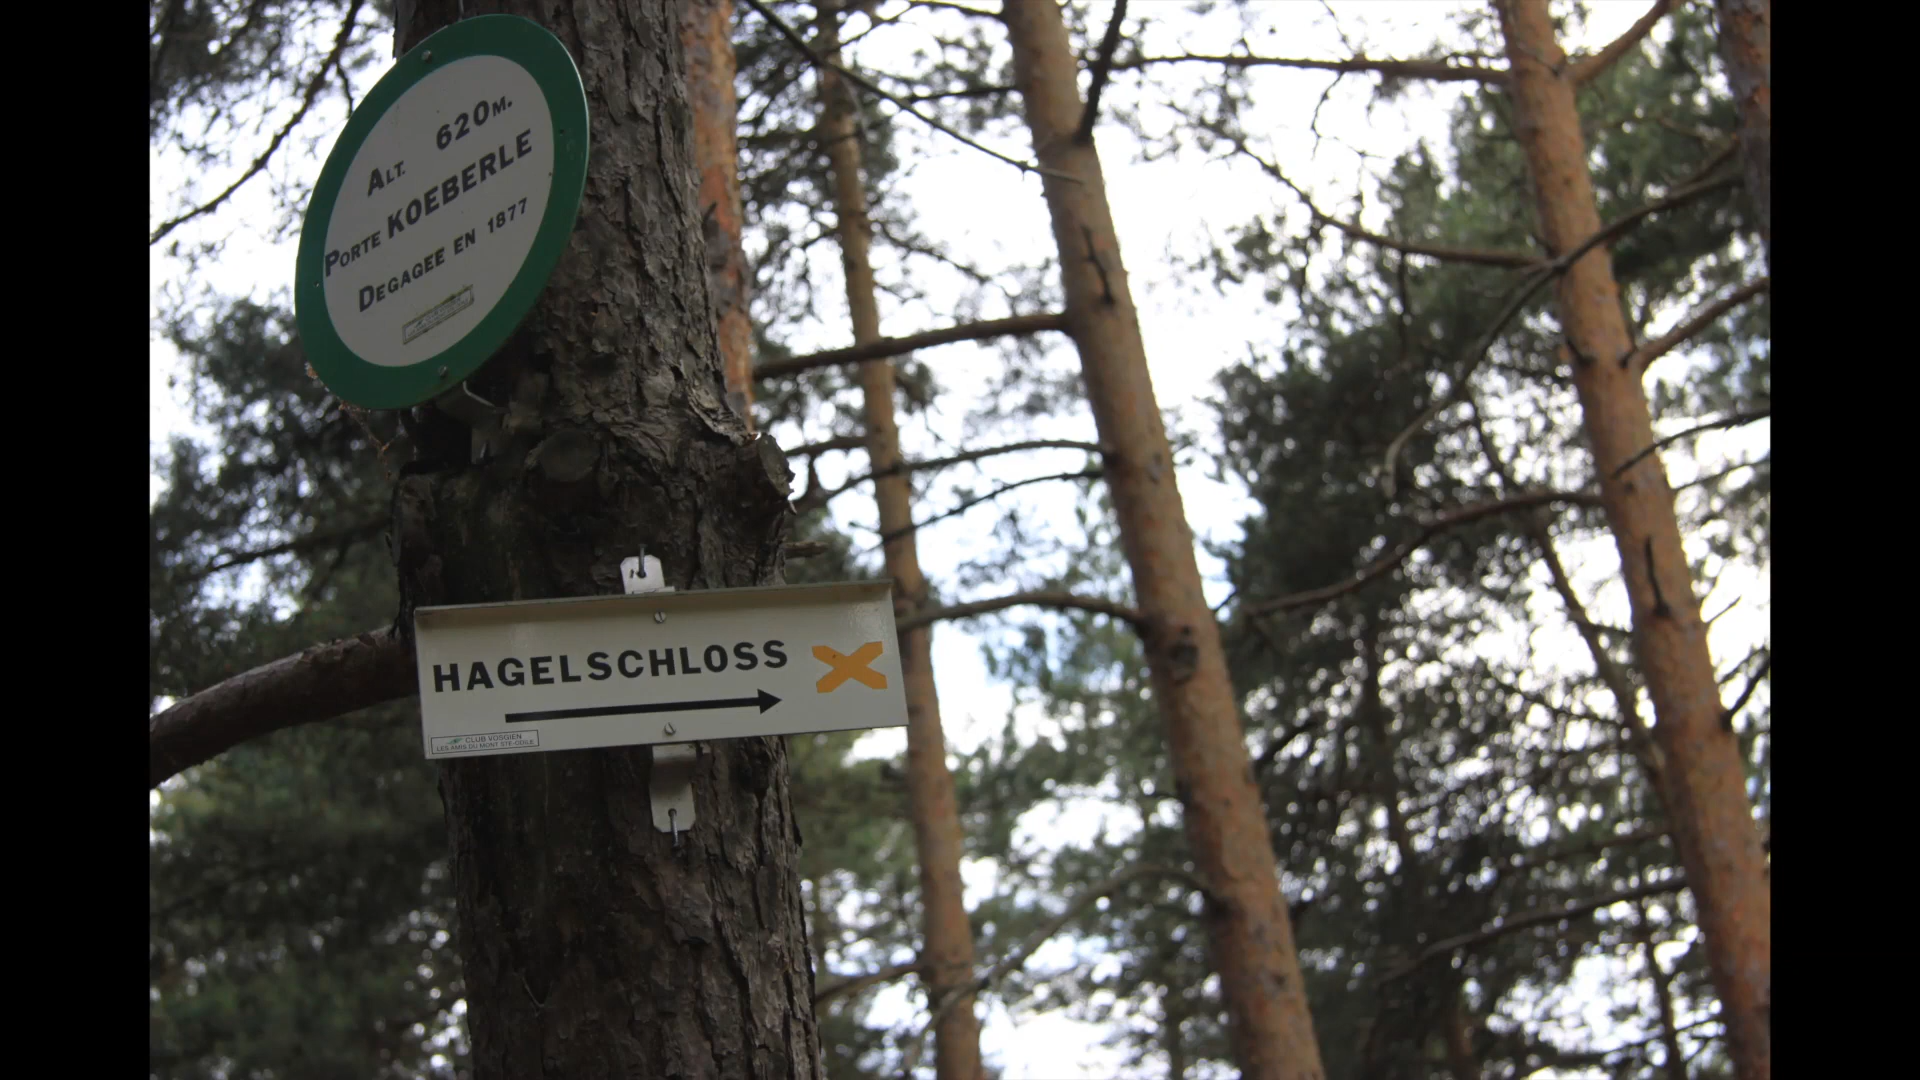 ALT. 620M.
PORTE KOEBERLE
DEGAGEE EN 1877
HAGELSCHLOSS
CLUB VOSGIEN
LES AMIS DU MONT STE-ODILE